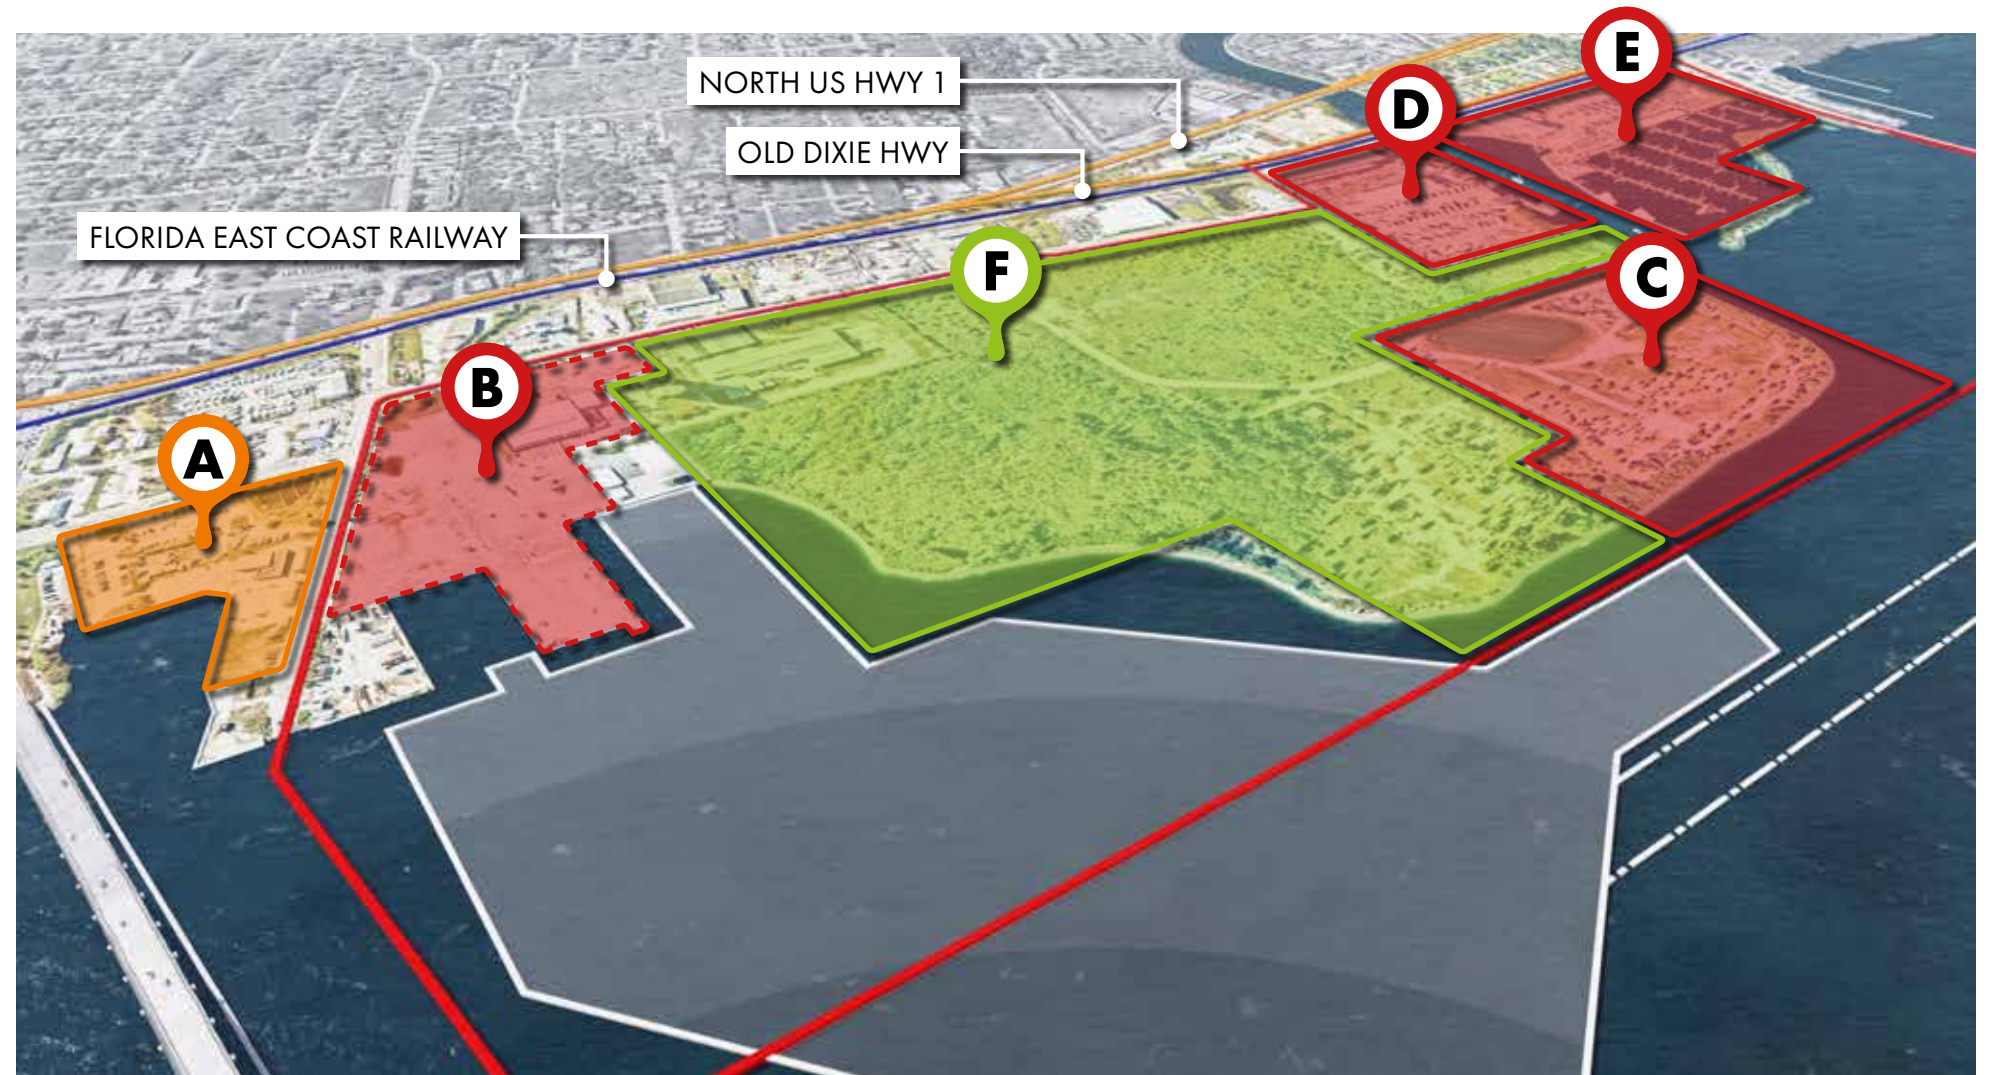 E
NORTH US HWY 1
D
OLD DIXIE HWY
FLORIDA EAST COAST RAILWAY
F
C
B
A